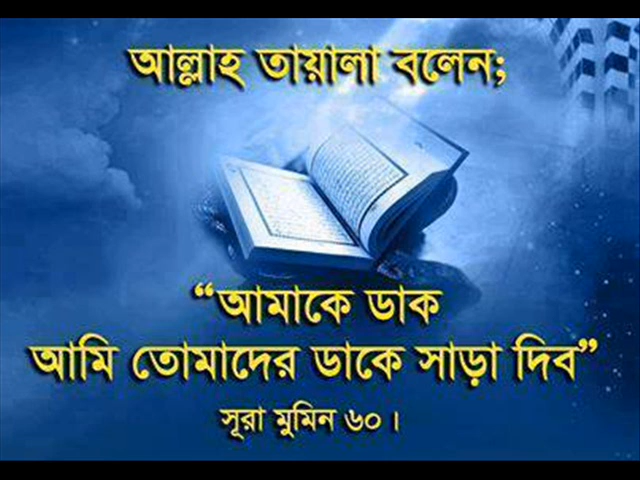 আল্লাহ তায়ালা বলেন;
“আমাকে ডাক
আমি তোমাদের ডাকে সাড়া দিব”
সূরা মুমিন ৬০।